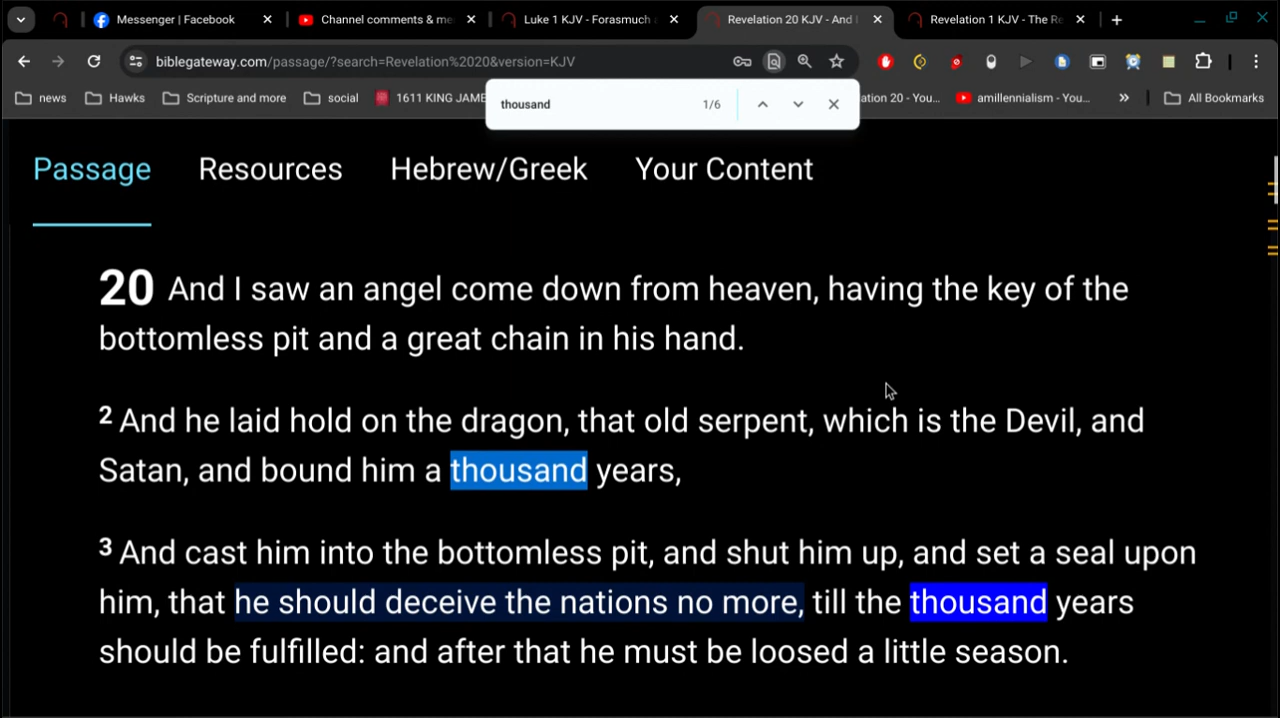 Messenger | Facebook
Channel comments & me
Luke 1 KJV - Forasmuch a
Revelation 20 KJV - And I
Revelation 1 KJV - The Re
biblegateway.com/passage/?search=Revelation%2020&version=KJV
news
Hawks
Scripture and more
social
1611 KING JAME
ation 20 - You...
amillennialism - You...
All Bookmarks
thousand
1/6
Passage
Resources
Hebrew/Greek
Your Content
20 And I saw an angel come down from heaven, having the key of the
bottomless pit and a great chain in his hand.
2 And he laid hold on the dragon, that old serpent, which is the Devil, and
Satan, and bound him a thousand years,
3 And cast him into the bottomless pit, and shut him up, and set a seal upon
him, that he should deceive the nations no more, till the thousand years
should be fulfilled: and after that he must be loosed a little season.